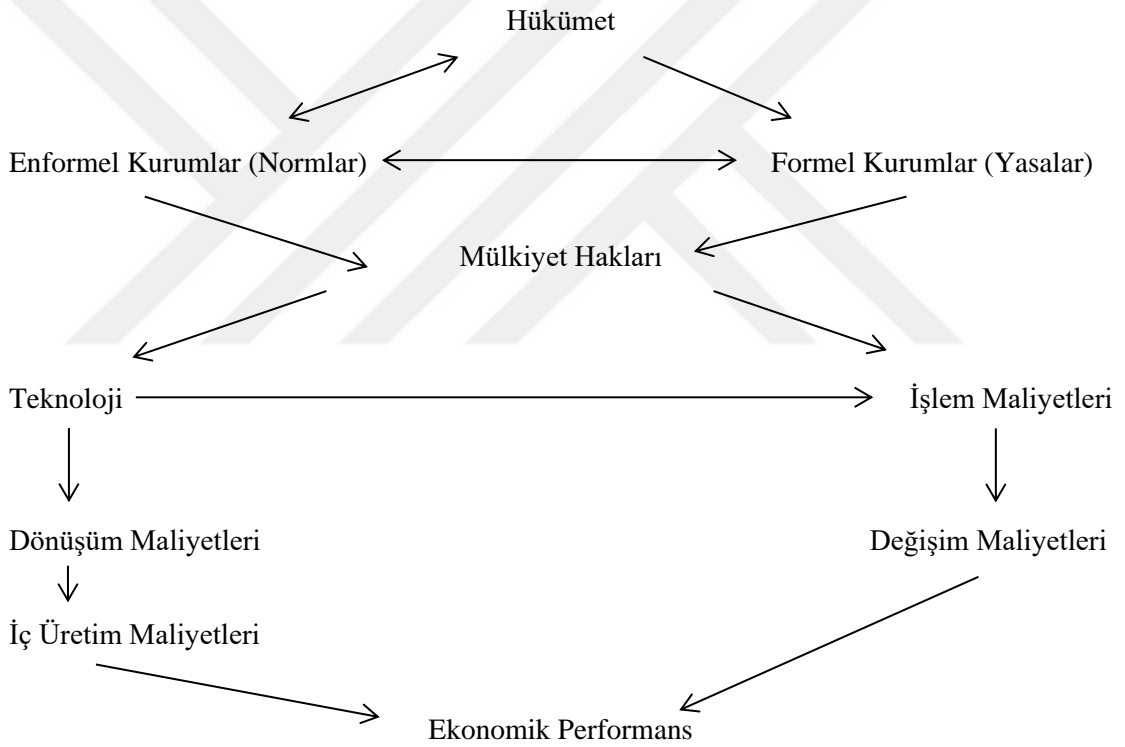 Hükümet
Enformel Kurumlar (Normlar)
Formel Kurumlar (Yasalar)
Mülkiyet Hakları
Teknoloji
İşlem Maliyetleri
Dönüşüm Maliyetleri
Değişim Maliyetleri
İç Üretim Maliyetleri
Ekonomik Performans